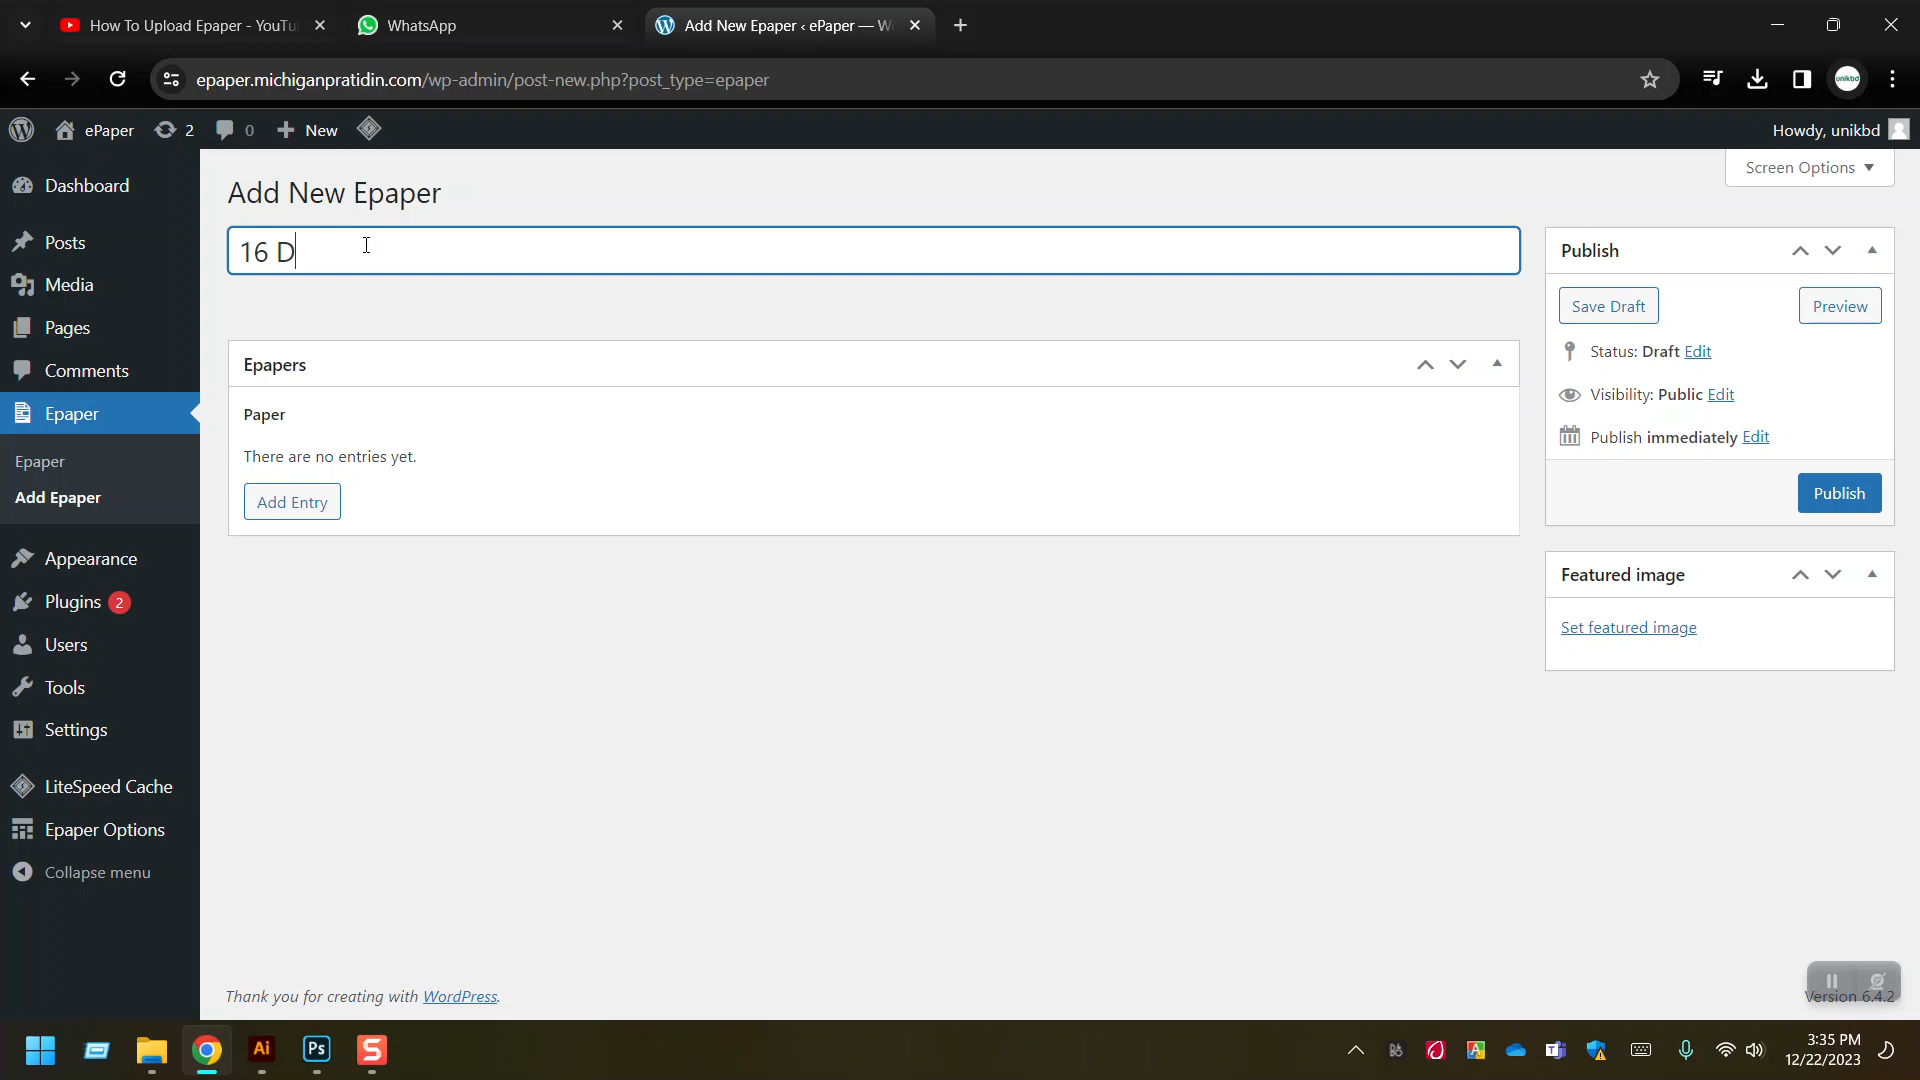 How To Upload Epaper - YouTu
WhatsApp
Add New Epaper ‹ ePaper — W
epaper.michiganpratidin.com/wp-admin/post-new.php?post_type=epaper
unikbd
ePaper
2
0
New
Howdy, unikbd
Screen Options
Dashboard
Posts
Media
Pages
Comments
Epaper
Epaper
Add Epaper
Appearance
Plugins 2
Users
Tools
Settings
LiteSpeed Cache
Epaper Options
Collapse menu
Add New Epaper
16 D
Epapers
Paper
There are no entries yet.
Add Entry
Publish
Save Draft
Preview
Status: Draft Edit
Visibility: Public Edit
Publish immediately Edit
Publish
Featured image
Set featured image
Thank you for creating with WordPress.
Version 6.4.2
Ai
Ps
S
3:35 PM
12/22/2023